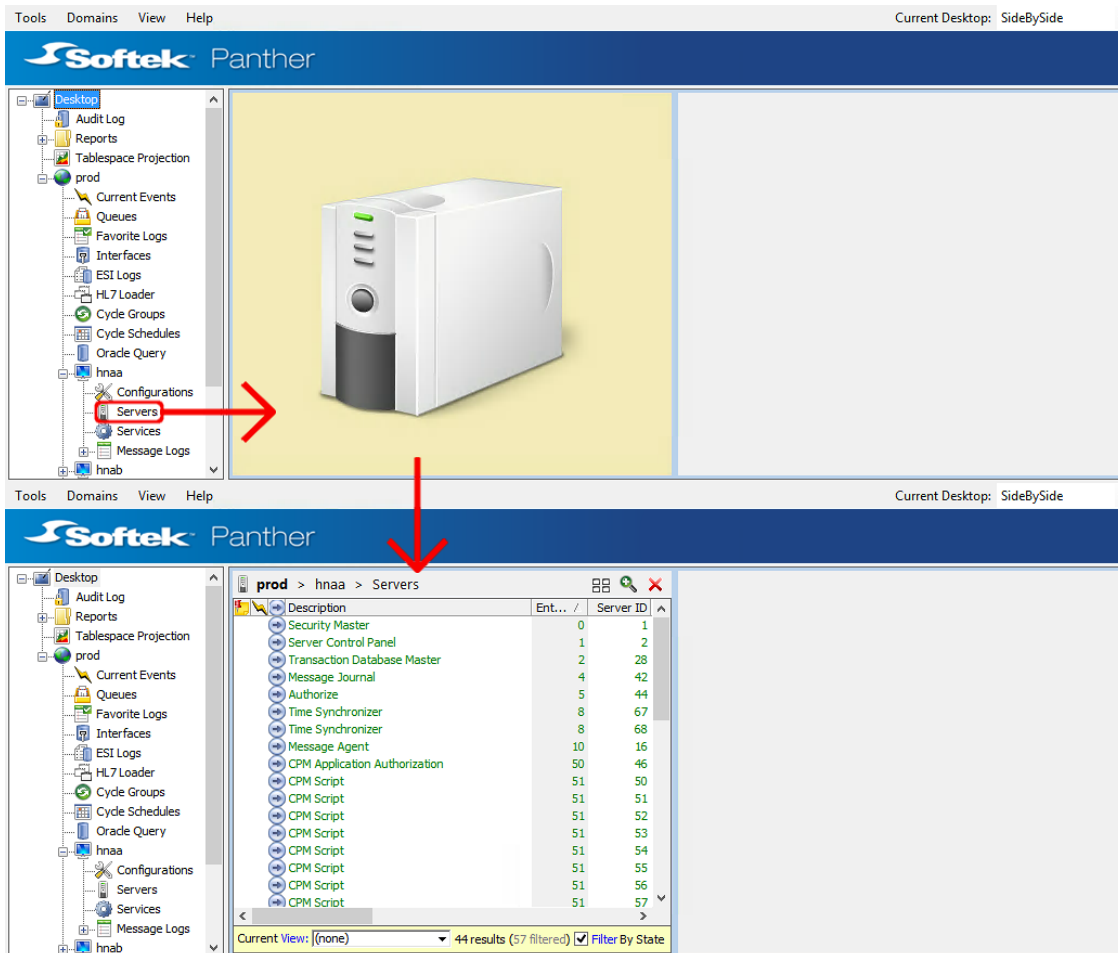 Tools Domains View Help Current Desktop: SideBySide
Softek Panther
Desktop
Audit Log
Reports
Tablespace Projection
prod
Current Events
Queues
Favorite Logs
Interfaces
ESI Logs
HL7 Loader
Cycle Groups
Cycle Schedules
Oracle Query
hnaa
Configurations
Servers
Services
Message Logs
hnab
Tools Domains View Help Current Desktop: SideBySide
Softek Panther
Desktop
Audit Log
Reports
Tablespace Projection
prod
Current Events
Queues
Favorite Logs
Interfaces
ESI Logs
HL7 Loader
Cycle Groups
Cycle Schedules
Oracle Query
hnaa
Configurations
Servers
Services
Message Logs
hnab
prod > hnaa > Servers
Description Ent... / Server ID
Security Master 0 1
Server Control Panel 1 2
Transaction Database Master 2 28
Message Journal 4 42
Authorize 5 44
Time Synchronizer 8 67
Time Synchronizer 8 68
Message Agent 10 16
CPM Application Authorization 50 46
CPM Script 51 50
CPM Script 51 51
CPM Script 51 52
CPM Script 51 53
CPM Script 51 54
CPM Script 51 55
CPM Script 51 56
CPM Script 51 57
Current View: (none) 44 results (57 filtered) Filter By State